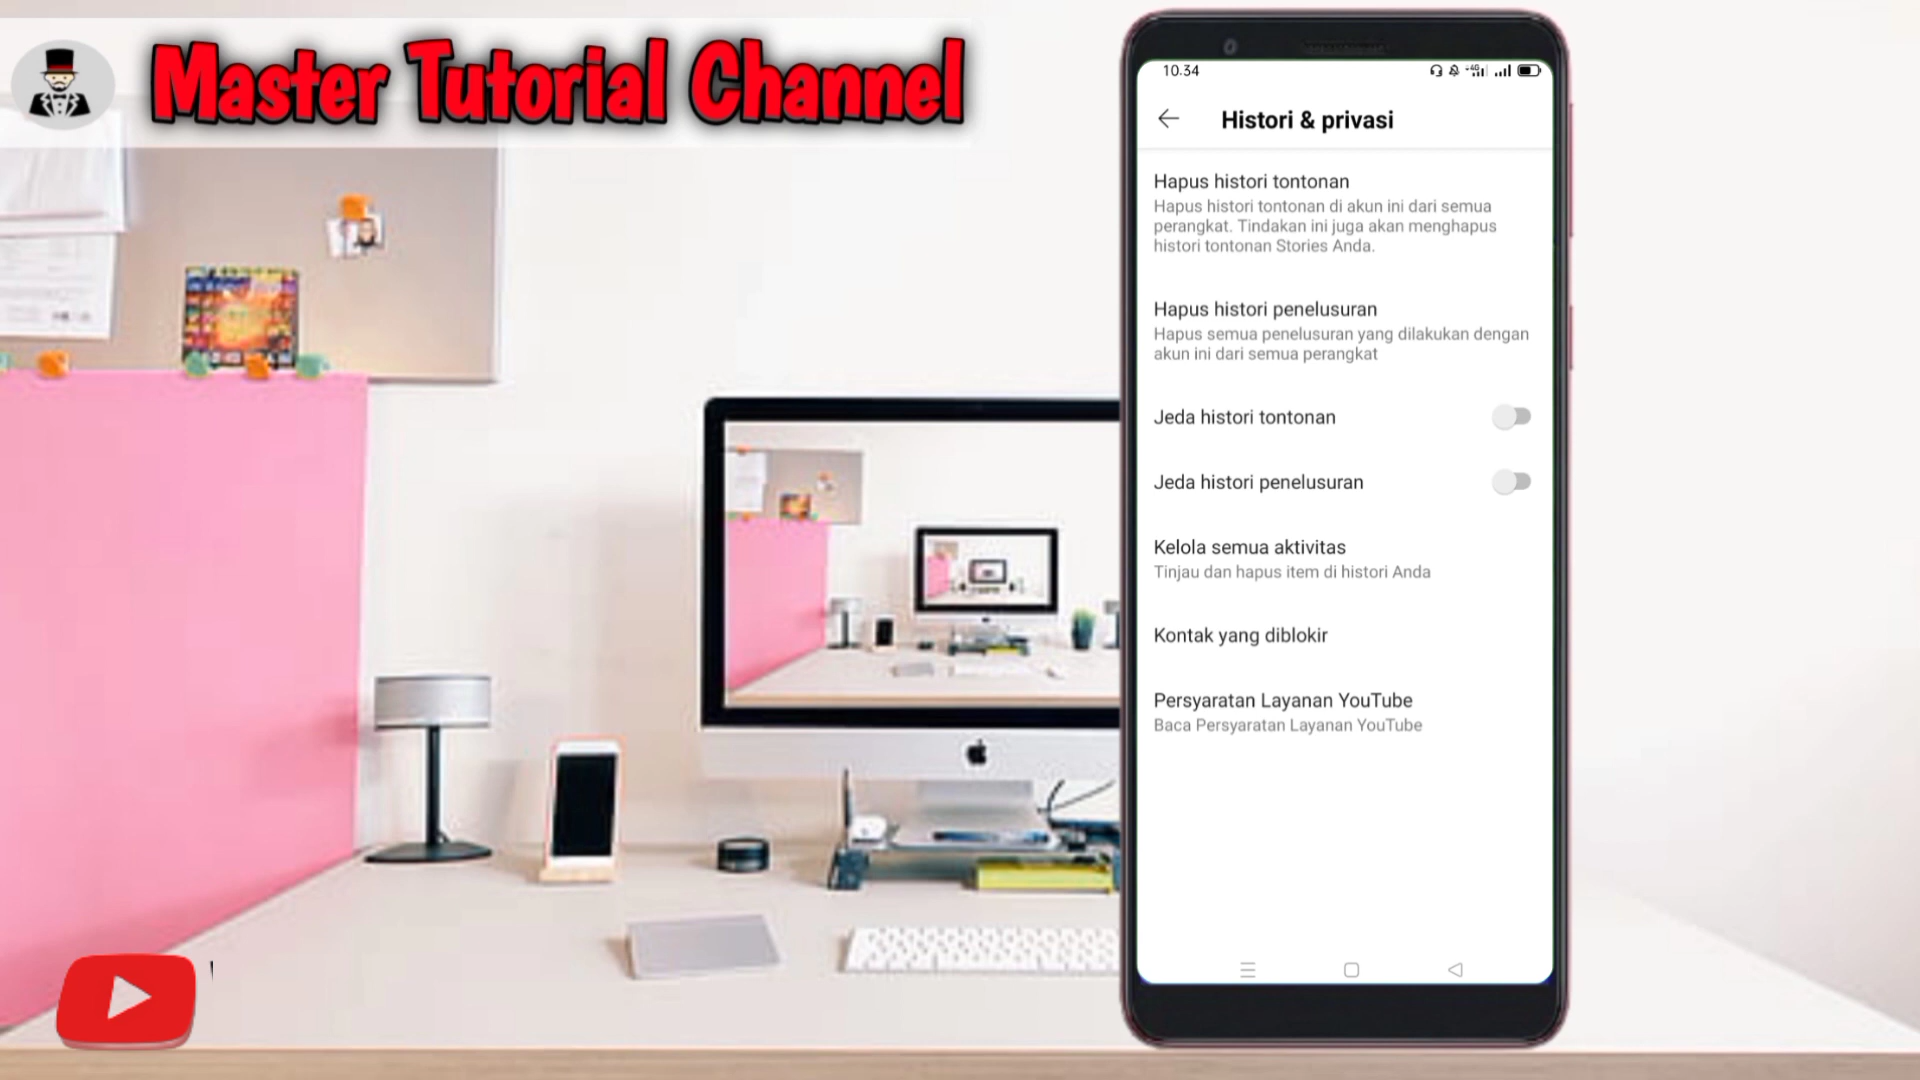 Master Tutorial Channel
10.34
Histori & privasi
Hapus histori tontonan
Hapus histori tontonan di akun ini dari semua
perangkat. Tindakan ini juga akan menghapus
histori tontonan Stories Anda.
Hapus histori penelusuran
Hapus semua penelusuran yang dilakukan dengan
akun ini dari semua perangkat
Jeda histori tontonan
Jeda histori penelusuran
Kelola semua aktivitas
Tinjau dan hapus item di histori Anda
Kontak yang diblokir
Persyaratan Layanan YouTube
Baca Persyaratan Layanan YouTube